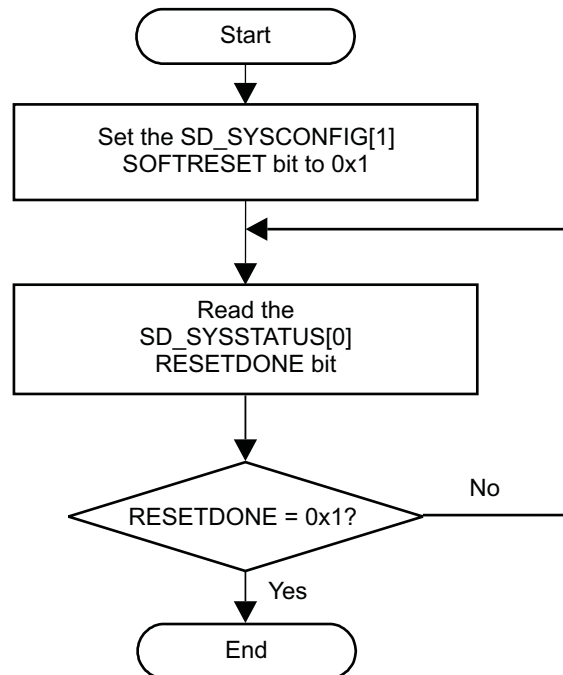 Start
Set the SD_SYSCONFIG[1]
SOFTRESET bit to 0x1
Read the
SD_SYSSTATUS[0]
RESETDONE bit
RESETDONE = 0x1?
No
Yes
End